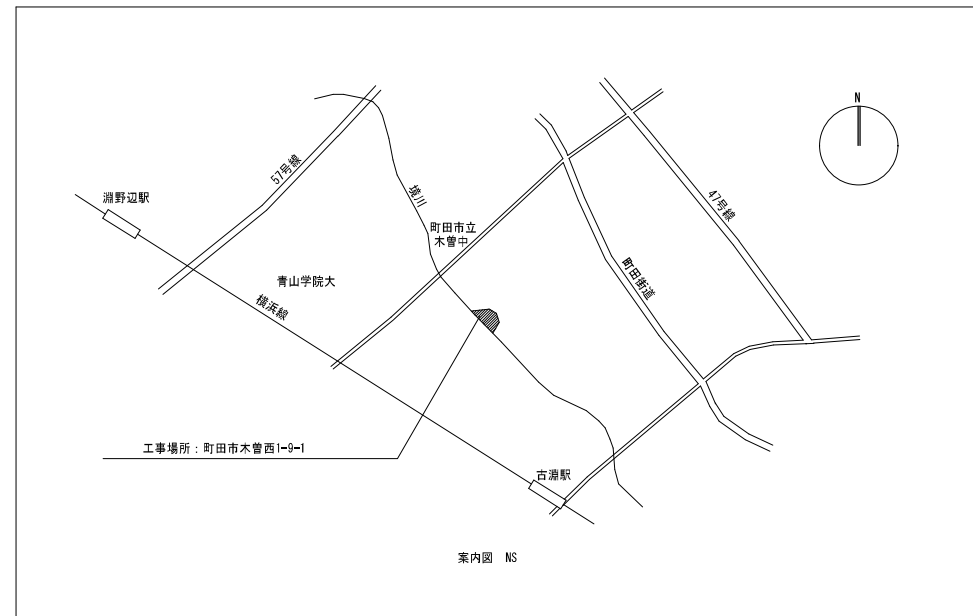 N
57号線
淵野辺駅
境川
47号線
町田市立
木曽中
町田街道
青山学院大
横浜線
工事場所：町田市木曽西1-9-1
古淵駅
案内図　NS